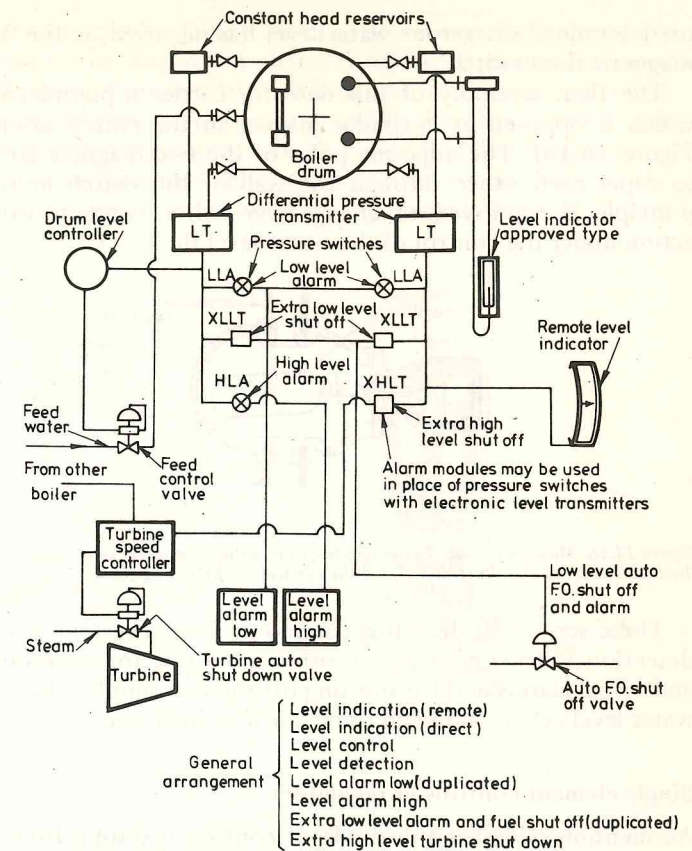 Constant head reservoirs
Boiler
drum
Differential pressure
transmitter
LT
LT
Drum level
controller
Pressure switches
LLA
Low level
alarm
LLA
Level indicator
approved type
XLLT
Extra low level
shut off
XLLT
Remote level
indicator
HLA
High level
alarm
XHLT
Extra high
level shut off
Feed
water
Feed
control
valve
Alarm modules may be used
in place of pressure switches
with electronic level transmitters
From other
boiler
Turbine
speed
controller
Level
alarm
low
Level
alarm
high
Low level auto
F.O. shut off
and alarm
Steam
Turbine
Turbine auto
shut down valve
Auto F.O. shut
off valve
General
arrangement
Level indication (remote)
Level indication (direct)
Level control
Level detection
Level alarm low (duplicated)
Level alarm high
Extra low level alarm and fuel shut off (duplicated)
Extra high level turbine shut down